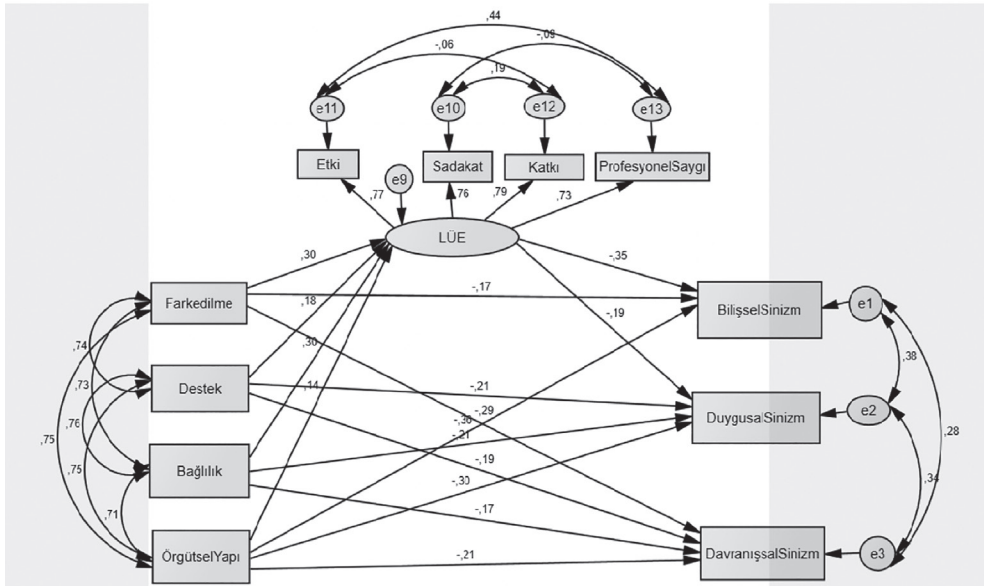 ,44
-,09
-,06
,19
e11
e10
e12
e13
Etki
Sadakat
Katkı
ProfesyonelSaygı
e9
,77
,76
,79
,73
LÜE
,30
-,35
Farkedilme
,18
-,17
BilişselSinizm
e1
-,19
,74
,30
,38
,73
Destek
,14
-,21
-,29
DuygusalSinizm
e2
,76
-,21
,75
,75
Bağlılık
-,19
,28
-,30
,34
,71
-,17
ÖrgütselYapı
-,21
DavranışsalSinizm
e3